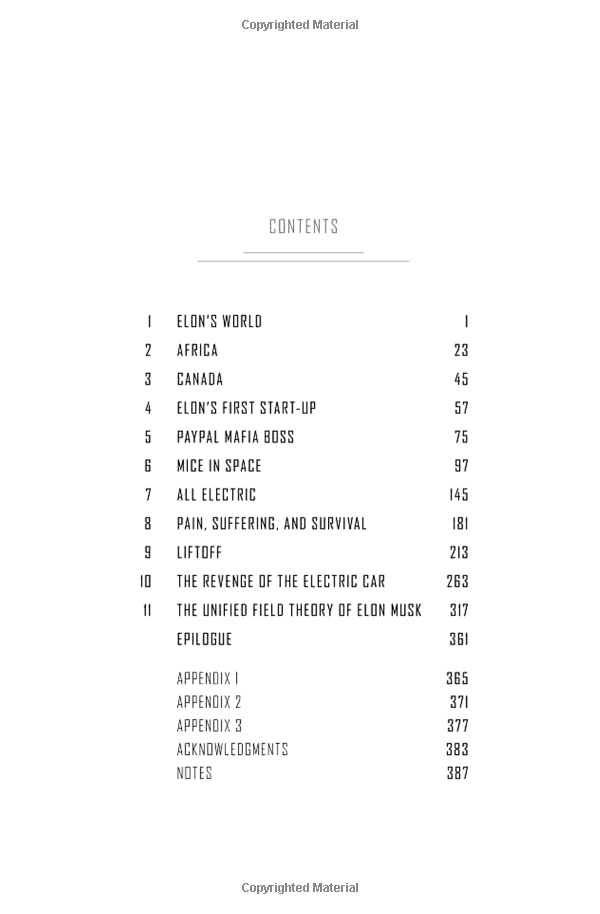 Copyrighted Material
CONTENTS
1 ELON'S WORLD 1
2 AFRICA 23
3 CANADA 45
4 ELON'S FIRST START-UP 57
5 PAYPAL MAFIA BOSS 75
6 MICE IN SPACE 97
7 ALL ELECTRIC 145
8 PAIN, SUFFERING, AND SURVIVAL 181
9 LIFTOFF 213
10 THE REVENGE OF THE ELECTRIC CAR 263
11 THE UNIFIED FIELD THEORY OF ELON MUSK 317
EPILOGUE 361
APPENDIX 1 365
APPENDIX 2 371
APPENDIX 3 377
ACKNOWLEDGMENTS 383
NOTES 387
Copyrighted Material